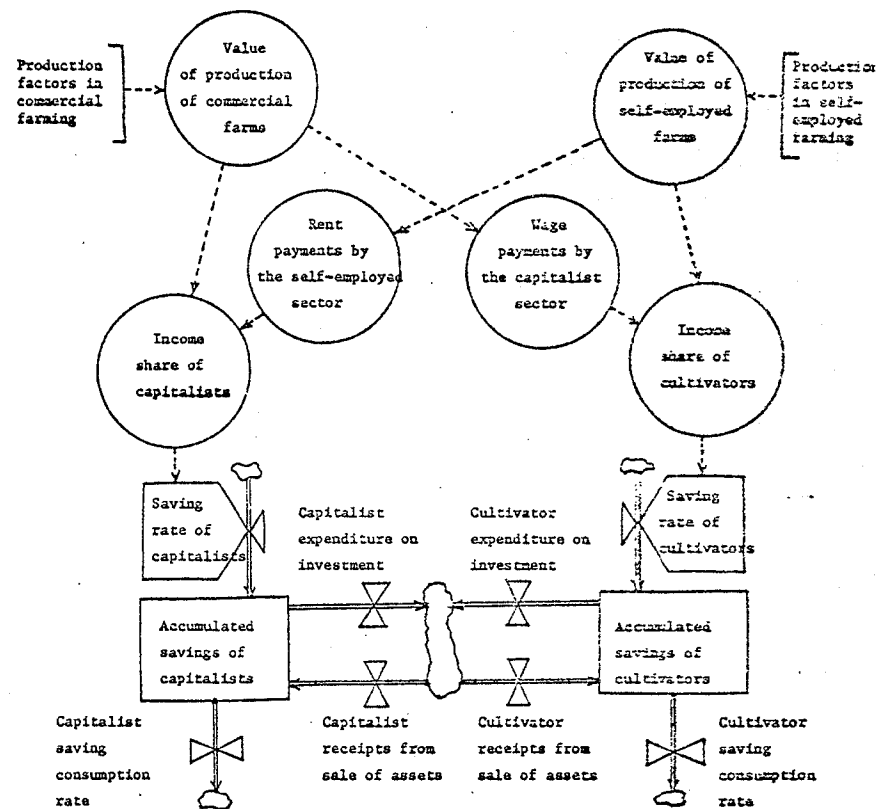 Production
factors in
commercial
farming
Value
of production
of commercial
farms
Value of
production of
self-employed
farms
Production
factors
in self-
employed
farming
Rent
payments by
the self-employed
sector
Wage
payments by
the capitalist
sector
Income
share of
capitalists
Income
share of
cultivators
Saving
rate of
capitalists
Capitalist
expenditure on
investment
Cultivator
expenditure on
investment
Saving
rate of
cultivators
Accumulated
savings of
capitalists
Accumulated
savings of
cultivators
Capitalist
saving
consumption
rate
Capitalist
receipts from
sale of assets
Cultivator
receipts from
sale of assets
Cultivator
saving
consumption
rate